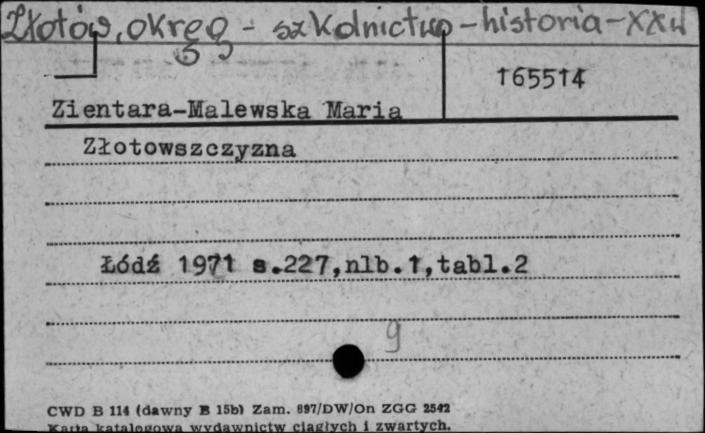 Złotów, okręg - szkolnictwo - historia - XX w
165514
Zientara-Malewska Maria
Złotowszczyzna
Łódź 1971 s.227,nlb.1,tabl.2
9
CWD B 114 (dawny B 15b) Zam. 897/DW/On ZGG 2542
Karta katalogowa wydawnictw ciągłych i zwartych.